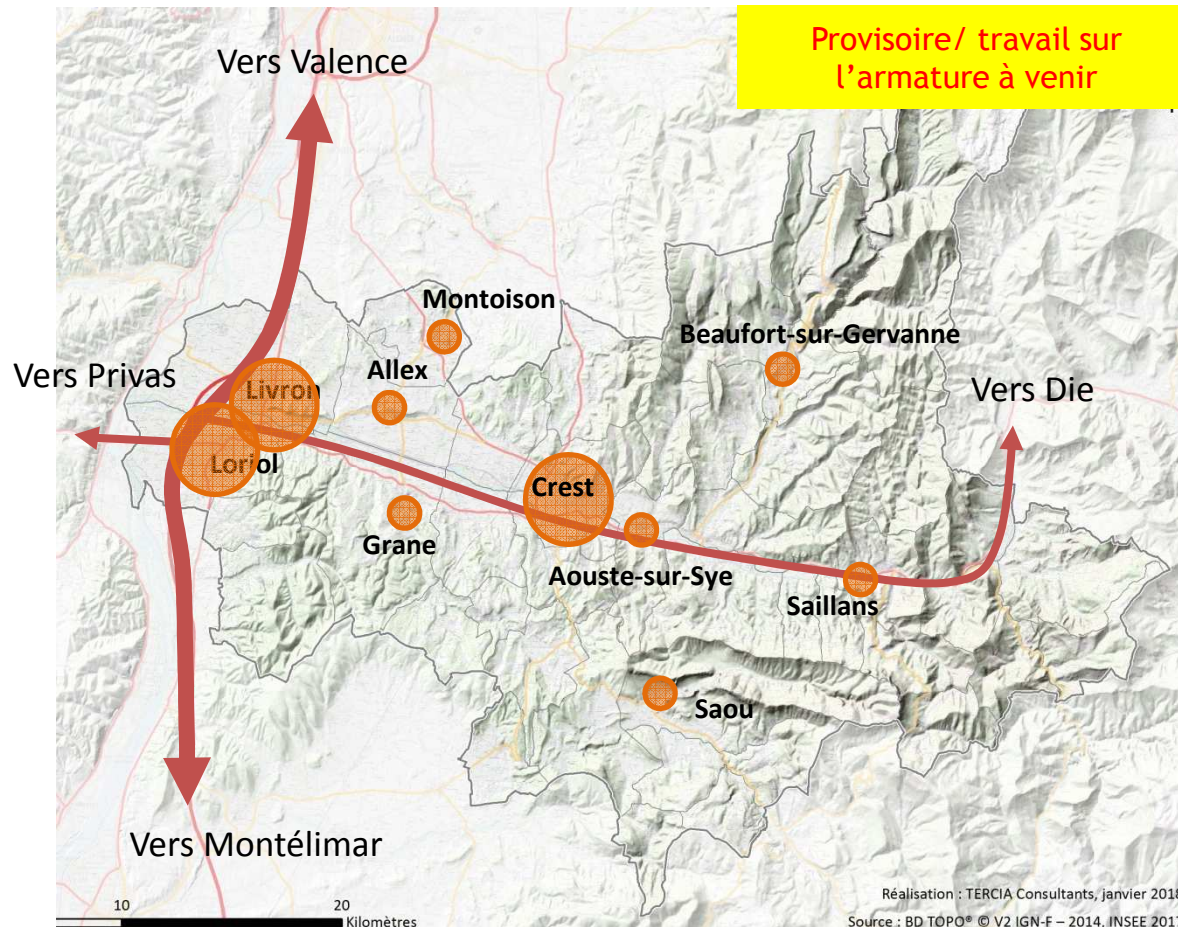 Provisoire/ travail sur
l'armature à venir
Vers Valence
Montoison
Beaufort-sur-Gervanne
Vers Privas
Allex
Livron
Vers Die
Loriol
Crest
Grane
Aouste-sur-Sye
Saillans
Saou
Vers Montélimar
10 20
Kilomètres
Réalisation : TERCIA Consultants, janvier 2018
Source : BD TOPO® © V2 IGN-F – 2014, INSEE 2017